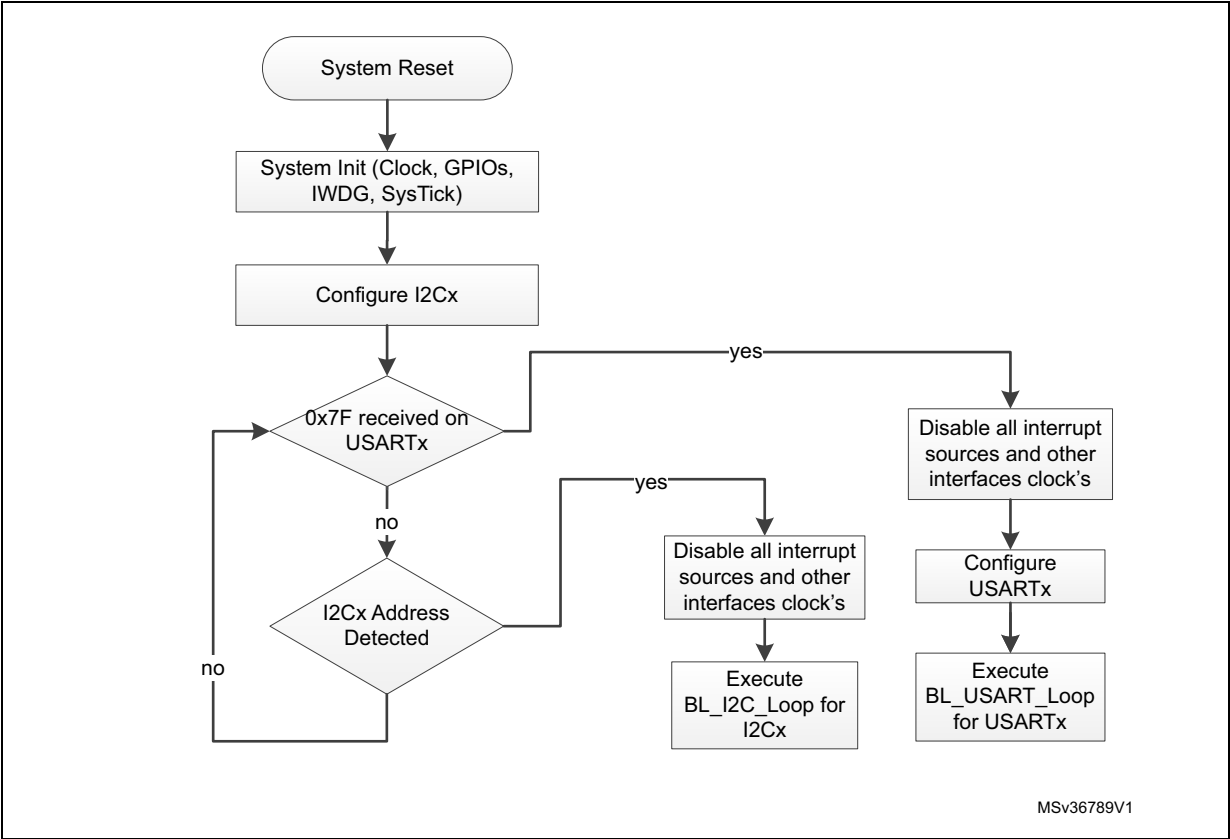 System Reset
System Init (Clock, GPIOs,
IWDG, SysTick)
Configure I2Cx
yes
0x7F received on
USARTx
Disable all interrupt
sources and other
interfaces clock's
yes
no
Disable all interrupt
sources and other
interfaces clock's
Configure
USARTx
I2Cx Address
Detected
no
Execute
BL_I2C_Loop for
I2Cx
Execute
BL_USART_Loop
for USARTx
MSv36789V1